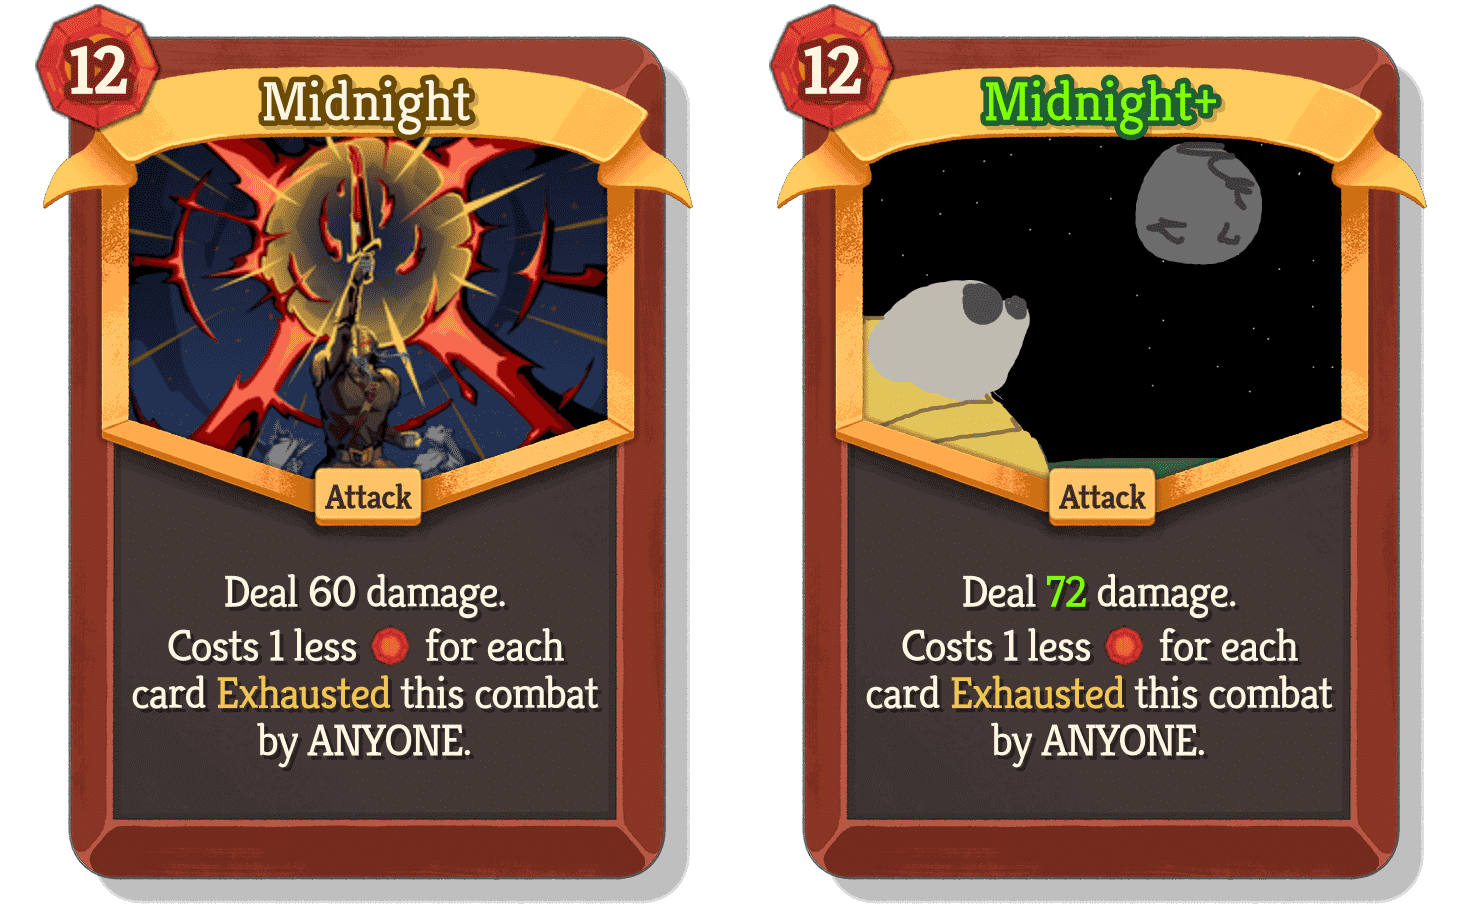 12
Midnight
Attack
Deal 60 damage.
Costs 1 less for each
card Exhausted this combat
by ANYONE.
12
Midnight+
Attack
Deal 72 damage.
Costs 1 less for each
card Exhausted this combat
by ANYONE.